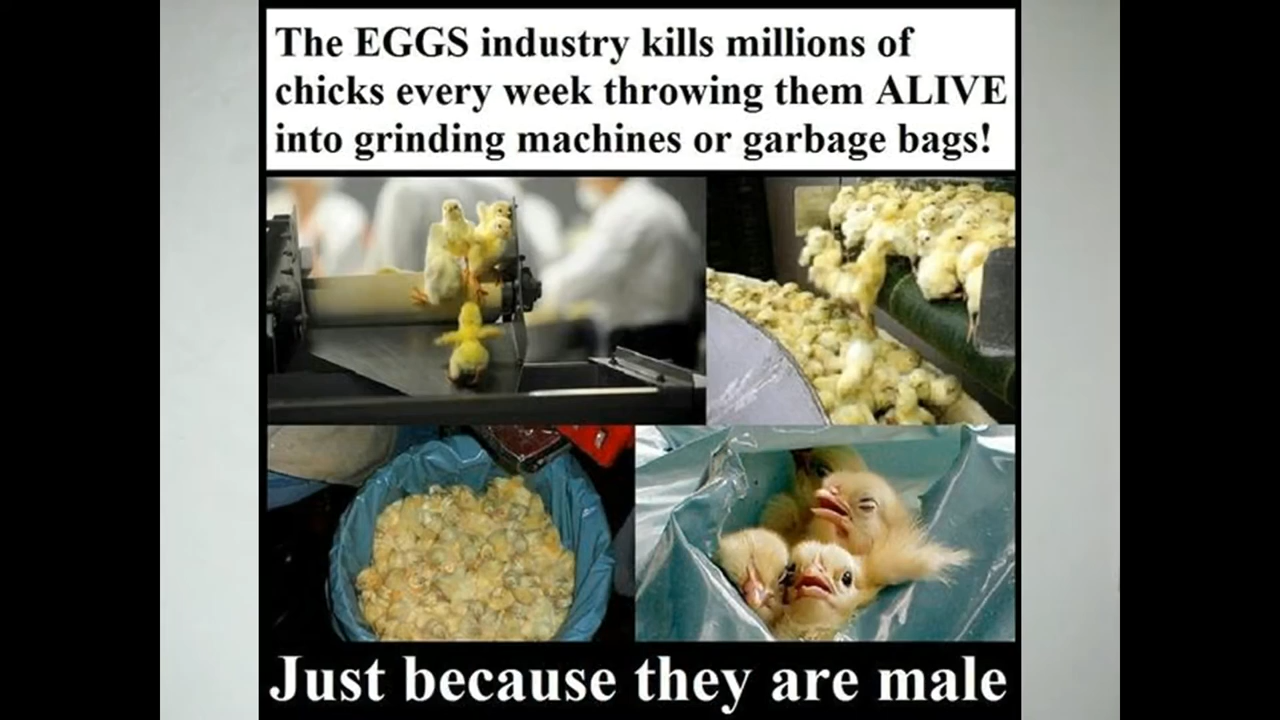 The EGGS industry kills millions of
chicks every week throwing them ALIVE
into grinding machines or garbage bags!
Just because they are male